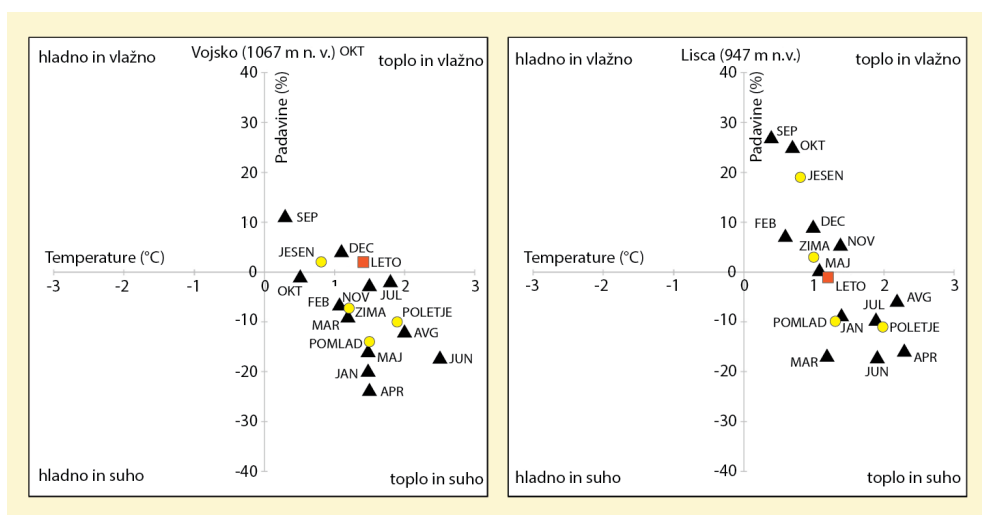 Vojsko (1067 m n. v.) OKT
hladno in vlažno
toplo in vlažno
40
Padavine (%)
30
20
10
SEP
DEC
JESEN
LETO
Temperature (°C)
0
-3
-2
-1
0
1
2
3
OKT
JUL
NOV
FEB
ZIMA
POLETJE
-10
MAR
AVG
POMLAD
MAJ
JUN
-20
JAN
APR
-30
-40
hladno in suho
toplo in suho
Lisca (947 m n.v.)
hladno in vlažno
toplo in vlažno
40
Padavine (%)
30
SEP
OKT
20
JESEN
10
FEB
DEC
NOV
ZIMA
MAJ
0
-3
-2
-1
0
1
2
3
LETO
AVG
JUL
-10
POMLAD
JAN
POLETJE
MAR
APR
JUN
-20
-30
-40
Temperature (°C)
hladno in suho
toplo in suho